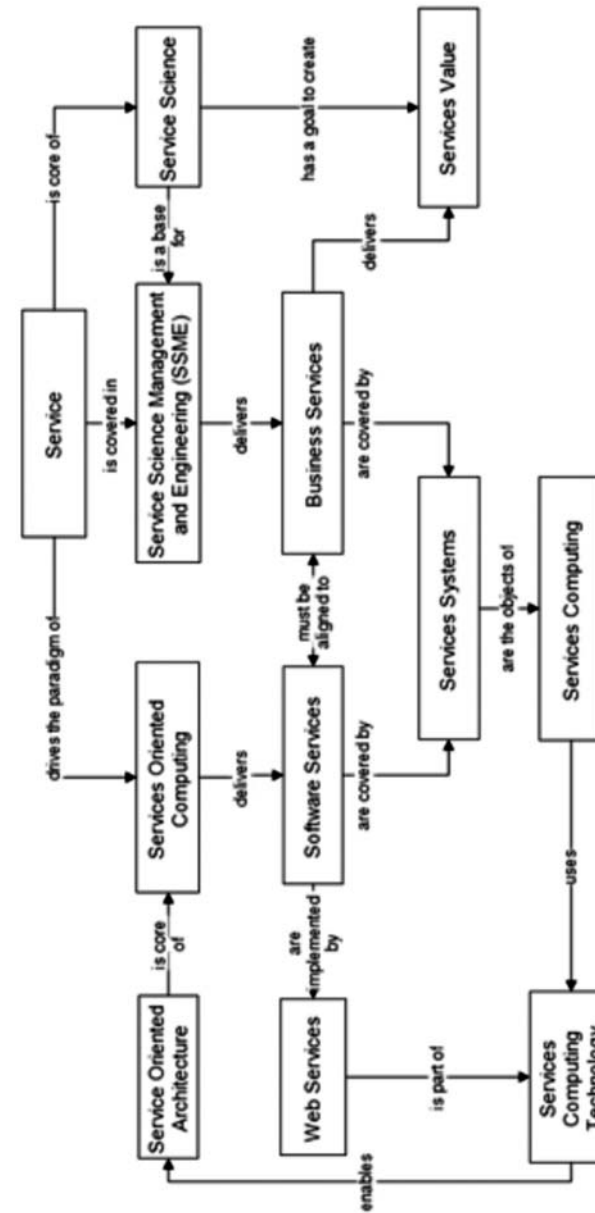 Service
drives the paradigm of
is covered in
is core of
Service Oriented
Architecture
is core
of
Services Oriented
Computing
Service Science Management
and Engineering (SSME)
is a base
for
Service Science
delivers
delivers
has a goal to create
Web Services
are
implemented
by
Software Services
must be
aligned to
Business Services
delivers
Services Value
enables
is part of
are covered by
are covered by
Services Systems
are the objects of
Services
Computing
Technology
uses
Services Computing